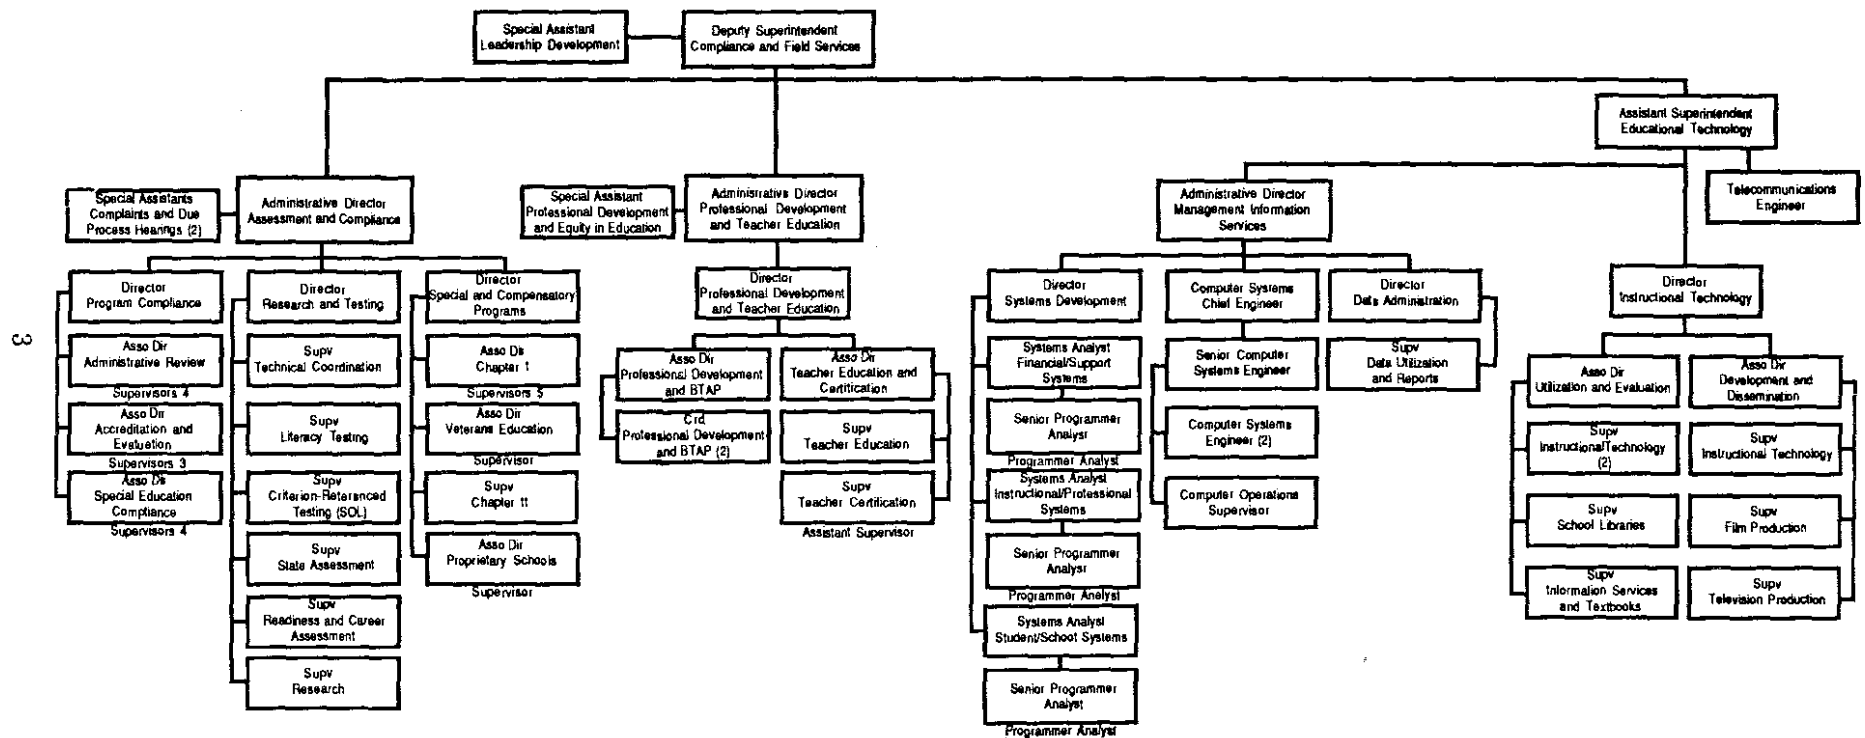 Special Assistant
Leadership Development
Deputy Superintendent
Compliance and Field Services
Assistant Superintendent
Educational Technology
Telecommunications
Engineer
Special Assistants
Complaints and Due
Process Hearings (2)
Administrative Director
Assessment and Compliance
Special Assistant
Professional Development
and Equity in Education
Administrative Director
Professional Development
and Teacher Education
Administrative Director
Management Information
Services
Director
Program Compliance
Asso Dir
Administrative Review
Supervisors 4
Asso Dir
Accreditation and
Evaluation
Supervisors 3
Asso Dir
Special Education
Compliance
Supervisors 4
Director
Research and Testing
Supv
Technical Coordination
Supv
Literacy Testing
Supv
Criterion-Referenced
Testing (SOL)
Supv
State Assessment
Supv
Readiness and Career
Assessment
Supv
Research
Director
Special and Compensatory
Programs
Asso Dir
Chapter 1
Supervisors 5
Asso Dir
Veterans Education
Supervisor
Supv
Chapter II
Asso Dir
Proprietary Schools
Supervisor
Director
Professional Development
and Teacher Education
Asso Dir
Professional Development
and BTAP
Crd
Professional Development
and BTAP (2)
Asso Dir
Teacher Education and
Certification
Supv
Teacher Education
Supv
Teacher Certification
Assistant Supervisor
Director
Systems Development
Systems Analyst
Financial/Support
Systems
Senior Programmer
Analyst
Programmer Analyst
Systems Analyst
Instructional/Professional
Systems
Senior Programmer
Analyst
Programmer Analyst
Systems Analyst
Student/School Systems
Senior Programmer
Analyst
Programmer Analyst
Computer Systems
Chief Engineer
Senior Computer
Systems Engineer
Computer Systems
Engineer (2)
Computer Operations
Supervisor
Director
Data Administration
Supv
Data Utilization
and Reports
Director
Instructional Technology
Asso Dir
Utilization and Evaluation
Supv
Instructional/Technology
(2)
Supv
School Libraries
Supv
Information Services
and Textbooks
Asso Dir
Development and
Dissemination
Supv
Instructional Technology
Supv
Film Production
Supv
Television Production
3